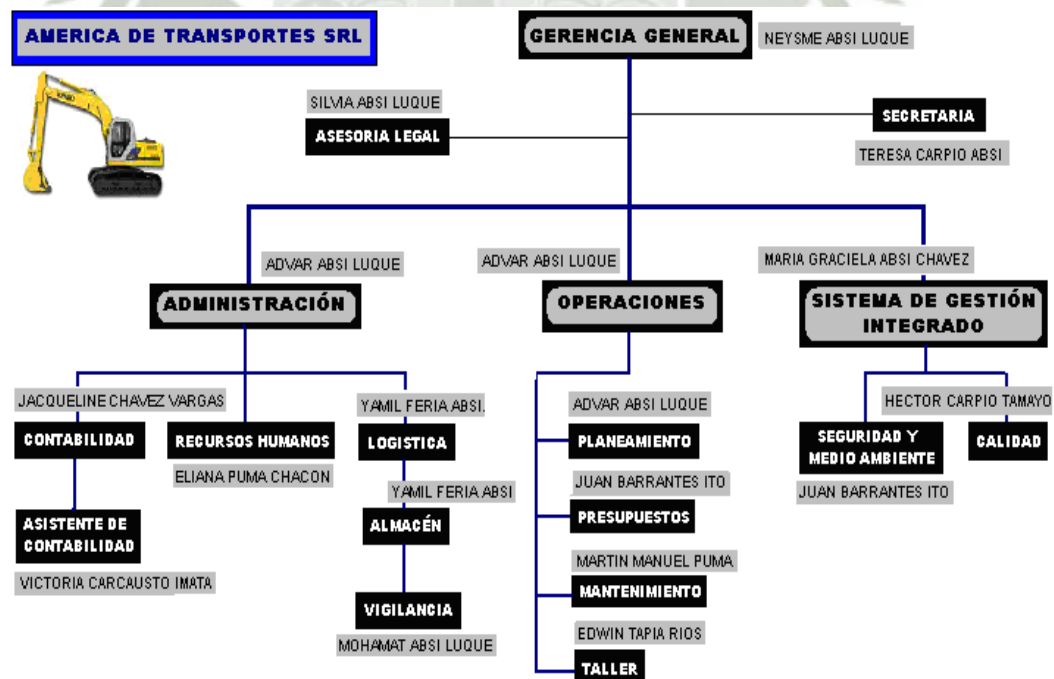 AMERICA DE TRANSPORTES SRL
GERENCIA GENERAL
NEYSME ABSI LUQUE
SILVIA ABSI LUQUE
ASESORIA LEGAL
SECRETARIA
TERESA CARPIO ABSI
ADVAR ABSI LUQUE
ADMINISTRACIÓN
ADVAR ABSI LUQUE
OPERACIONES
MARIA GRACIELA ABSI CHAVEZ
SISTEMA DE GESTIÓN
INTEGRADO
JACQUELINE CHAVEZ VARGAS
CONTABILIDAD
RECURSOS HUMANOS
ELIANA PUMA CHACON
YAMIL FERIA ABSI.
LOGISTICA
YAMIL FERIA ABSI
ALMACÉN
ASISTENTE DE
CONTABILIDAD
VICTORIA CARCAUSTO IMATA
VIGILANCIA
MOHAMAT ABSI LUQUE
ADVAR ABSI LUQUE
PLANEAMIENTO
JUAN BARRANTES ITO
PRESUPUESTOS
MARTIN MANUEL PUMA
MANTENIMIENTO
EDWIN TAPIA RIOS
TALLER
SEGURIDAD Y
MEDIO AMBIENTE
JUAN BARRANTES ITO
HECTOR CARPIO TAMAYO
CALIDAD